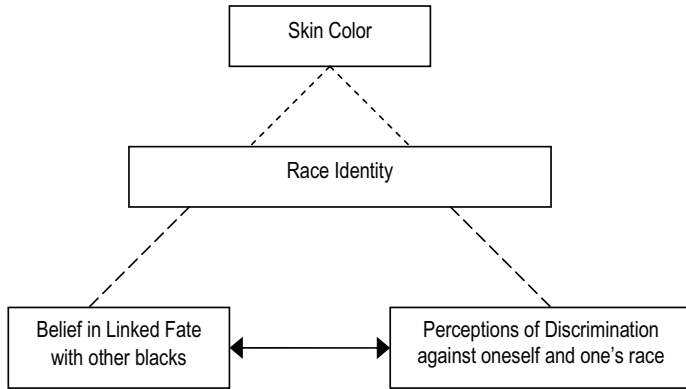 Skin Color
Race Identity
Belief in Linked Fate
with other blacks
Perceptions of Discrimination
against oneself and one's race